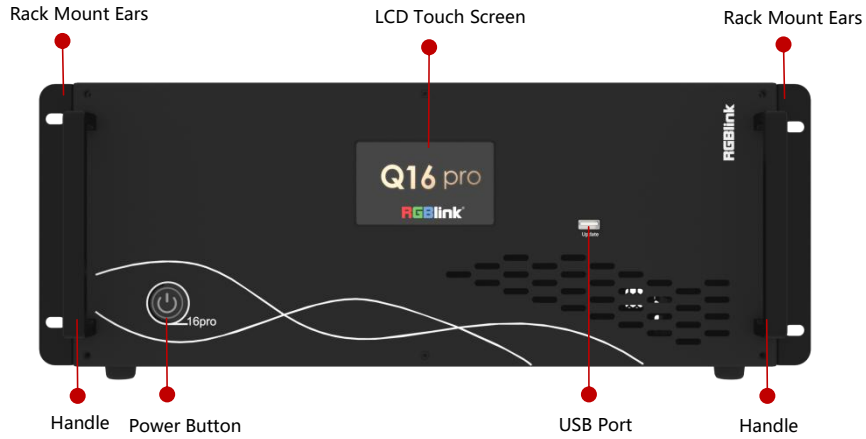 Rack Mount Ears
LCD Touch Screen
Rack Mount Ears
RGBlink
Q16 pro
RGBlink
Update
16pro
Handle
Power Button
USB Port
Handle